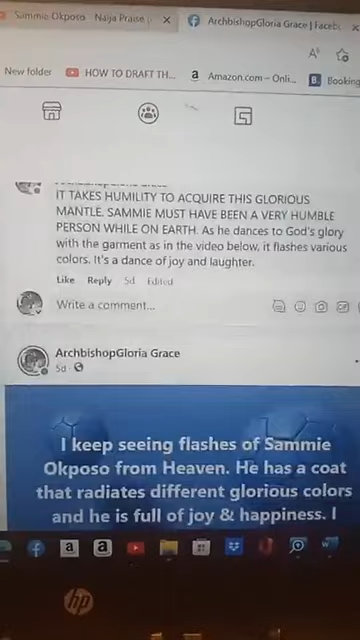 Sammie Okposo - Naija Praise
ArchbishopGloria Grace | Faceb
New folder
HOW TO DRAFT TH...
Amazon.com – Onli...
Booking
IT TAKES HUMILITY TO ACQUIRE THIS GLORIOUS
MANTLE. SAMMIE MUST HAVE BEEN A VERY HUMBLE
PERSON WHILE ON EARTH. As he dances to God's glory
with the garment as in the video below, it flashes various
colors. It's a dance of joy and laughter.
Like Reply 5d Edited
Write a comment...
ArchbishopGloria Grace
5d
I keep seeing flashes of Sammie
Okposo from Heaven. He has a coat
that radiates different glorious colors
and he is full of joy & happiness. I
hp